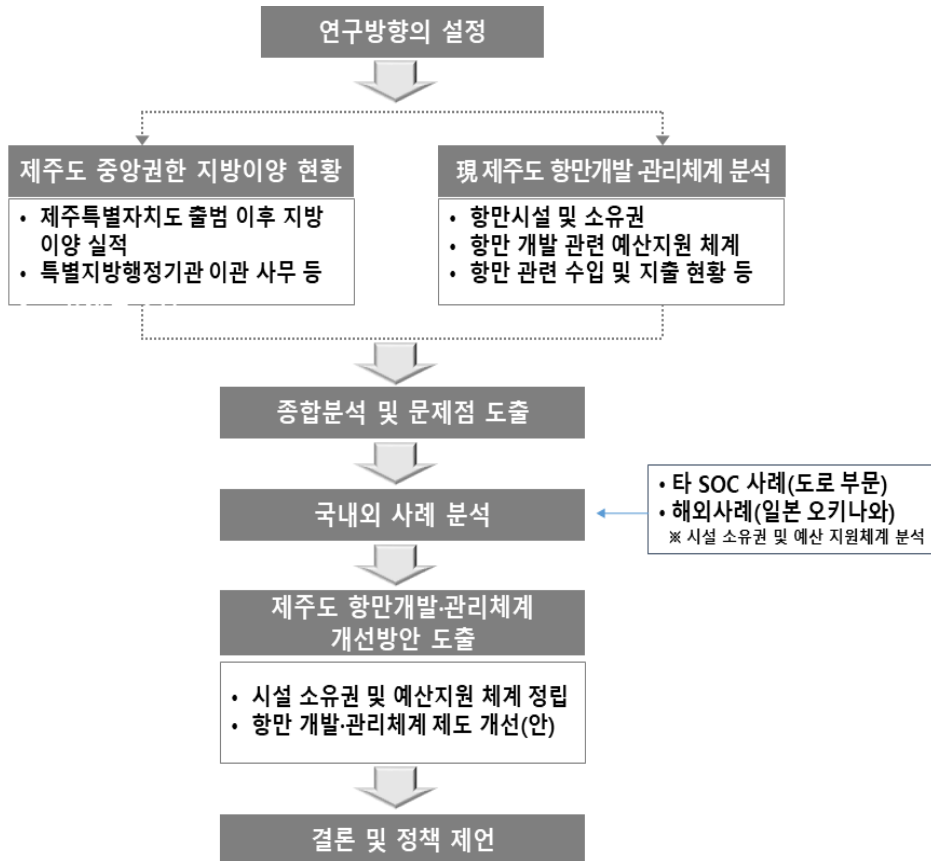 연구방향의 설정
제주도 중앙권한 지방이양 현황
• 제주특별자치도 출범 이후 지방
이양 실적
• 특별지방행정기관 이관 사무 등
現 제주도 항만개발·관리체계 분석
• 항만시설 및 소유권
• 항만 개발 관련 예산지원 체계
• 항만 관련 수입 및 지출 현황 등
종합분석 및 문제점 도출
국내외 사례 분석
• 타 SOC 사례(도로 부문)
• 해외사례(일본 오키나와)
※ 시설 소유권 및 예산 지원체계 분석
제주도 항만개발·관리체계
개선방안 도출
• 시설 소유권 및 예산지원 체계 정립
• 항만 개발·관리체계 제도 개선(안)
결론 및 정책 제언